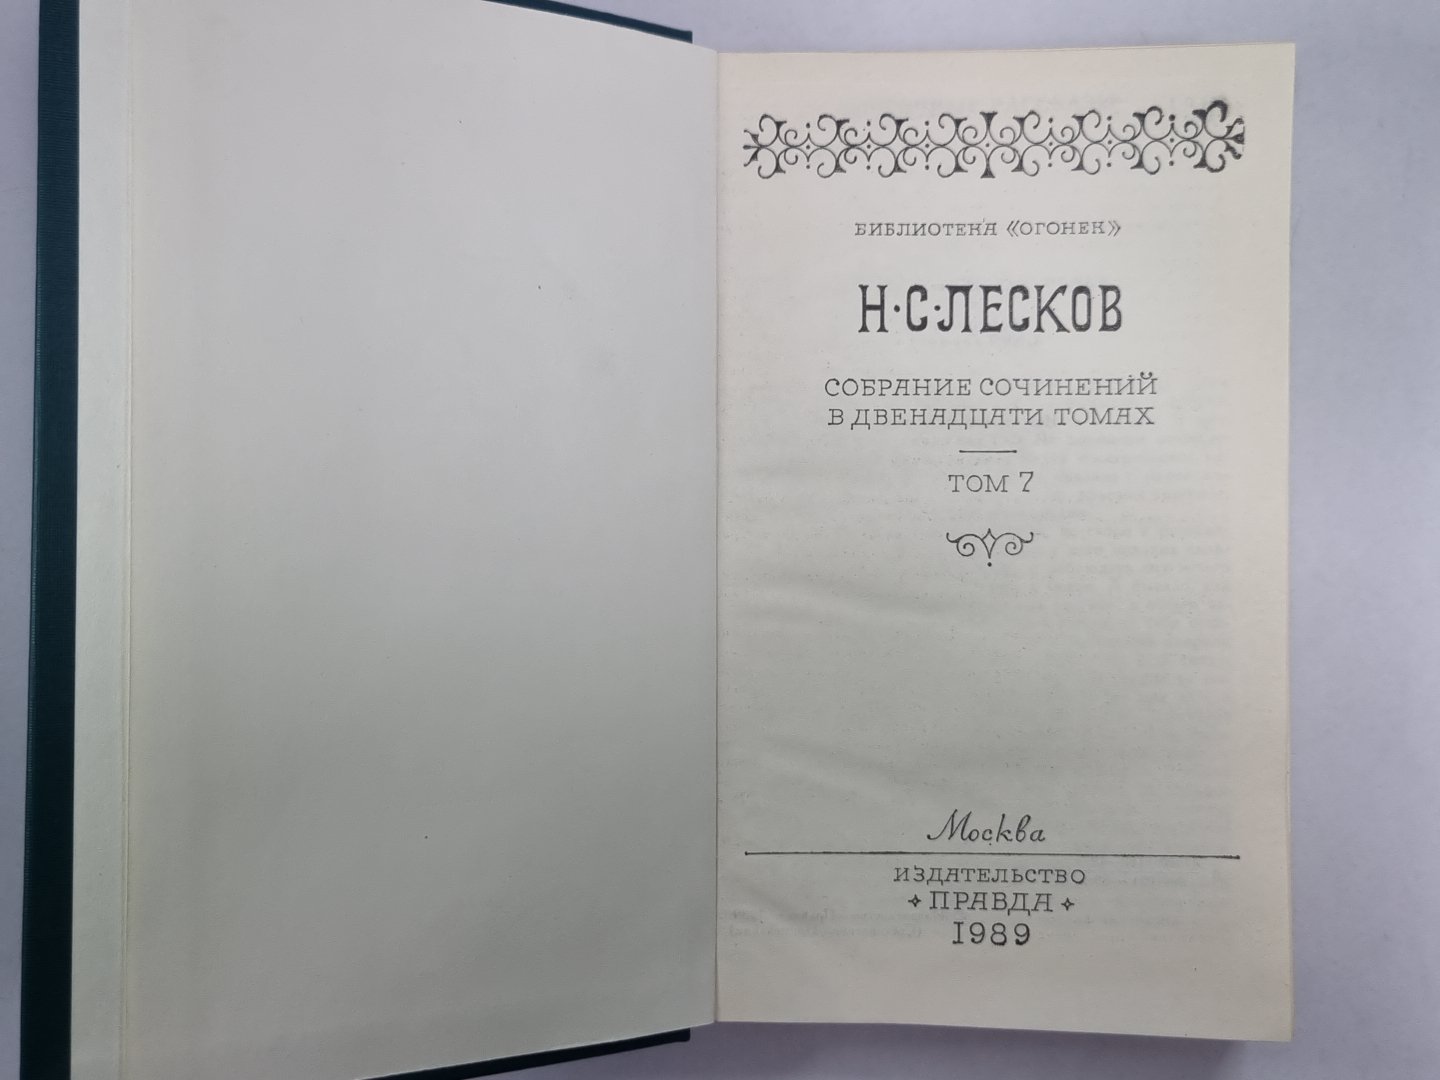 БИБЛИОТЕКА «ОГОНЕК»
Н·С·ЛЕСКОВ
СОБРАНИЕ СОЧИНЕНИЙ
В ДВЕНАДЦАТИ ТОМАХ
ТОМ 7
Москва
ИЗДАТЕЛЬСТВО
ПРАВДА
1989